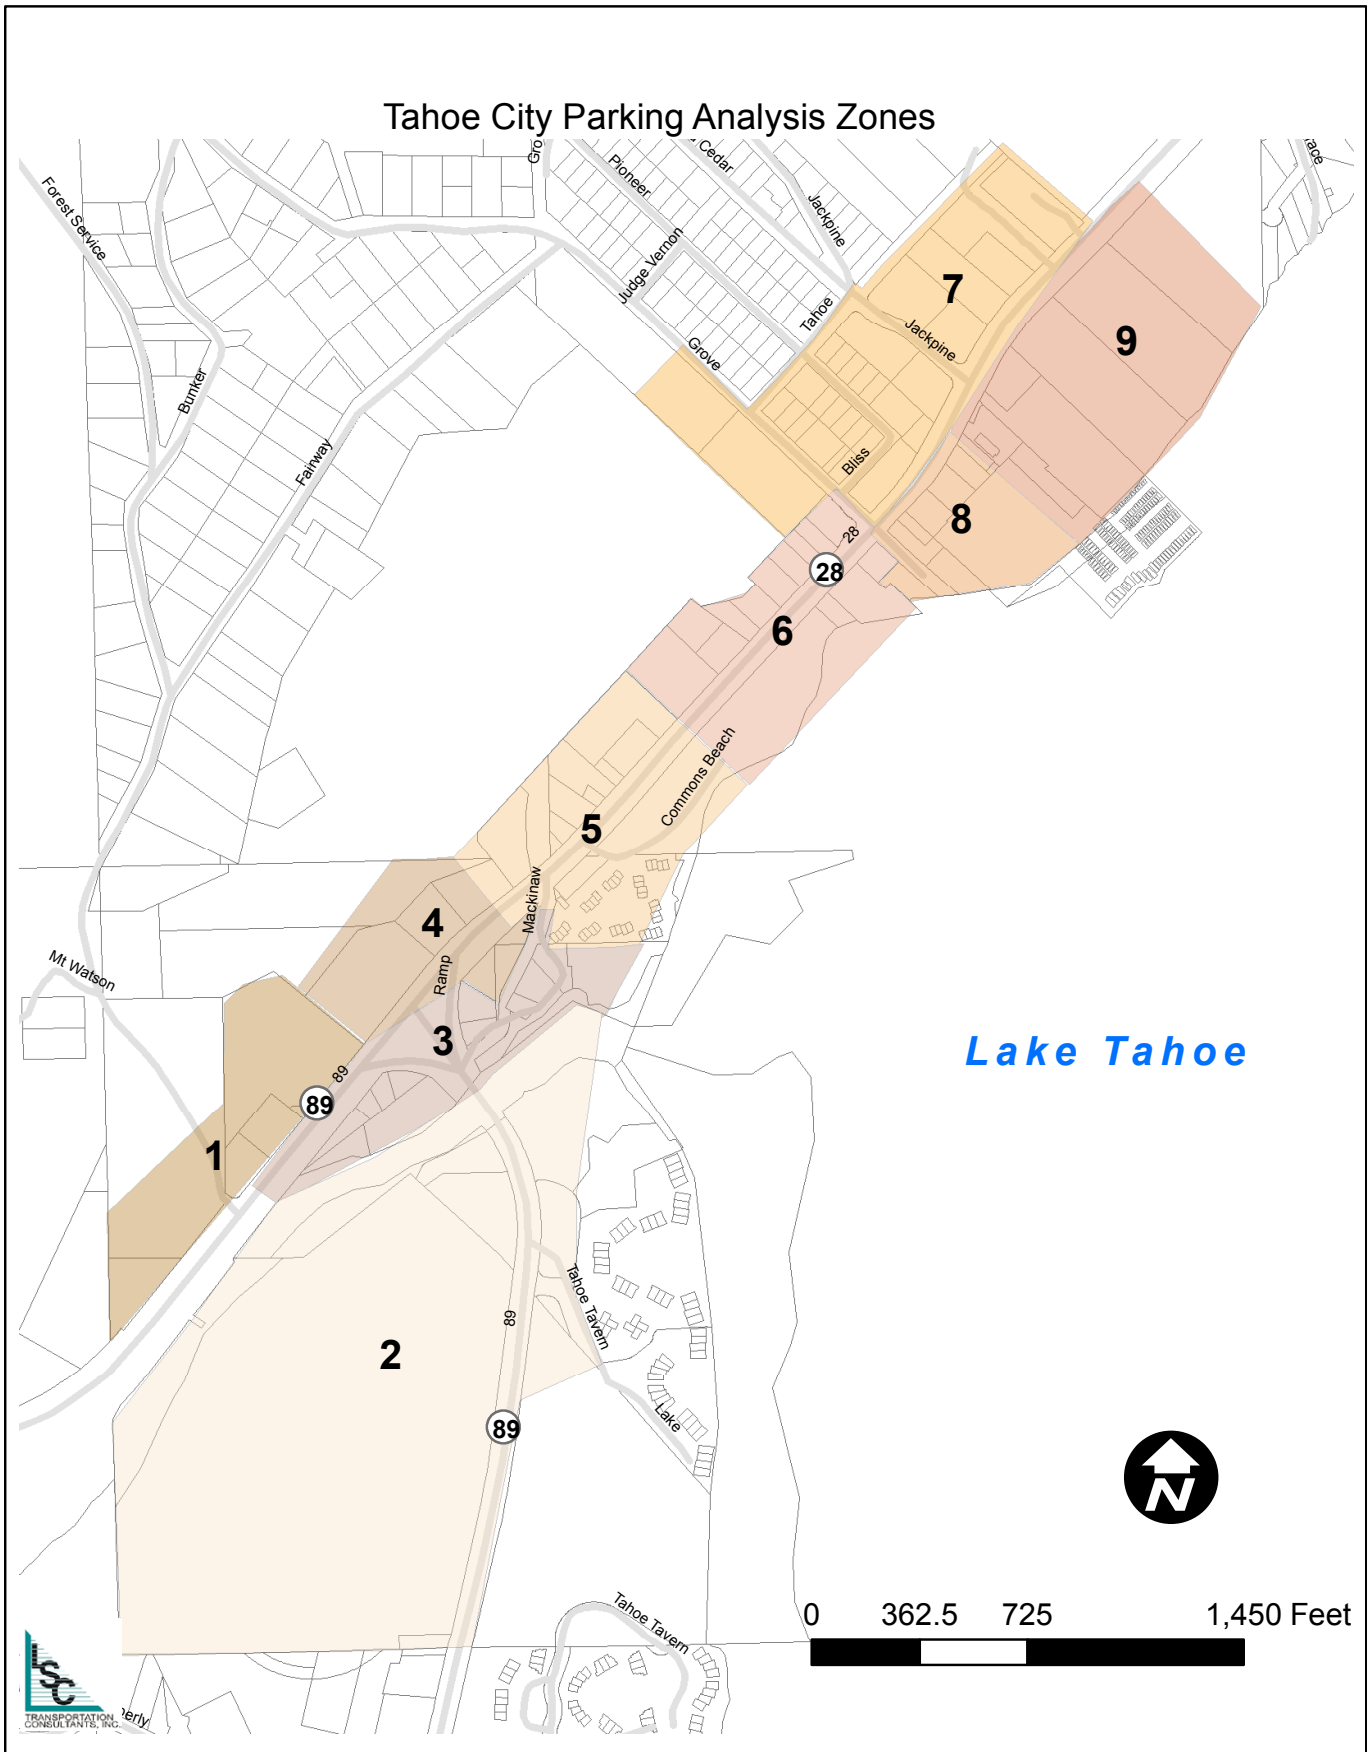 Tahoe City Parking Analysis Zones
Gro
Cedar
race
Pioneer
Forest Service
Jackpine
Judge Vernon
7
Tahoe
Jackpine
9
Grove
Bunker
Fairway
Bliss
8
28
28
6
Commons Beach
5
Mackinaw
4
Mt Watson
Ramp
3
Lake Tahoe
89
89
1
Tahoe Tavern
89
2
Lake
89
N
Tahoe Tavern
0 362.5 725 1,450 Feet
LSC
TRANSPORTATION
CONSULTANTS, INC.
erly